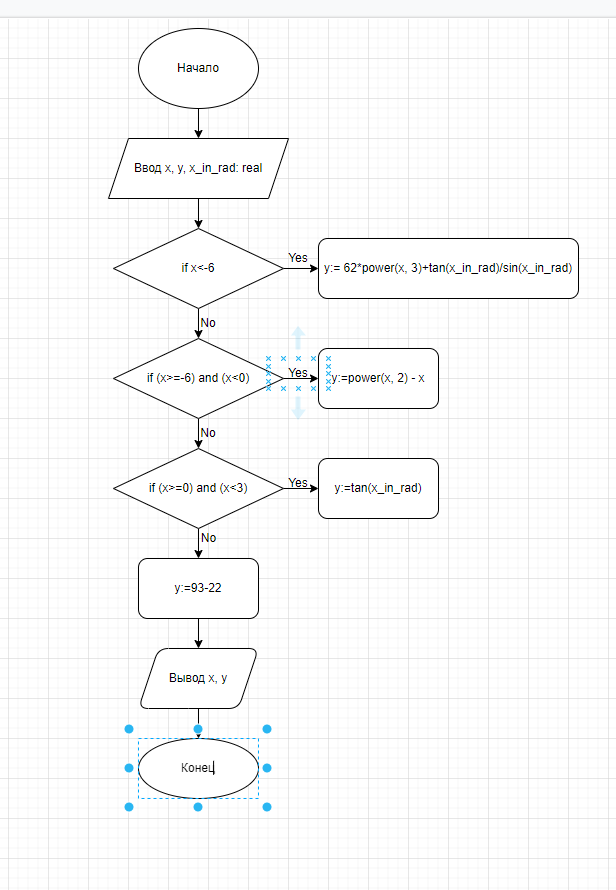 Начало
Ввод x, y, x_in_rad: real
if x<-6
Yes
y:= 62*power(x, 3)+tan(x_in_rad)/sin(x_in_rad)
No
if (x>=-6) and (x<0)
Yes
y:=power(x, 2) - x
No
if (x>=0) and (x<3)
Yes
y:=tan(x_in_rad)
No
y:=93-22
Вывод x, y
Конец